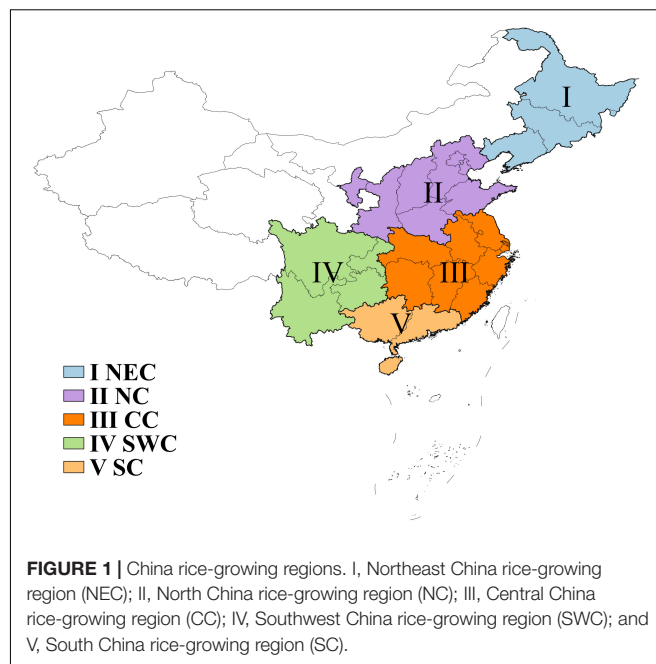 I
II
IV
III
V
I NEC
II NC
III CC
IV SWC
V SC
FIGURE 1 | China rice-growing regions. I, Northeast China rice-growing
region (NEC); II, North China rice-growing region (NC); III, Central China
rice-growing region (CC); IV, Southwest China rice-growing region (SWC); and
V, South China rice-growing region (SC).